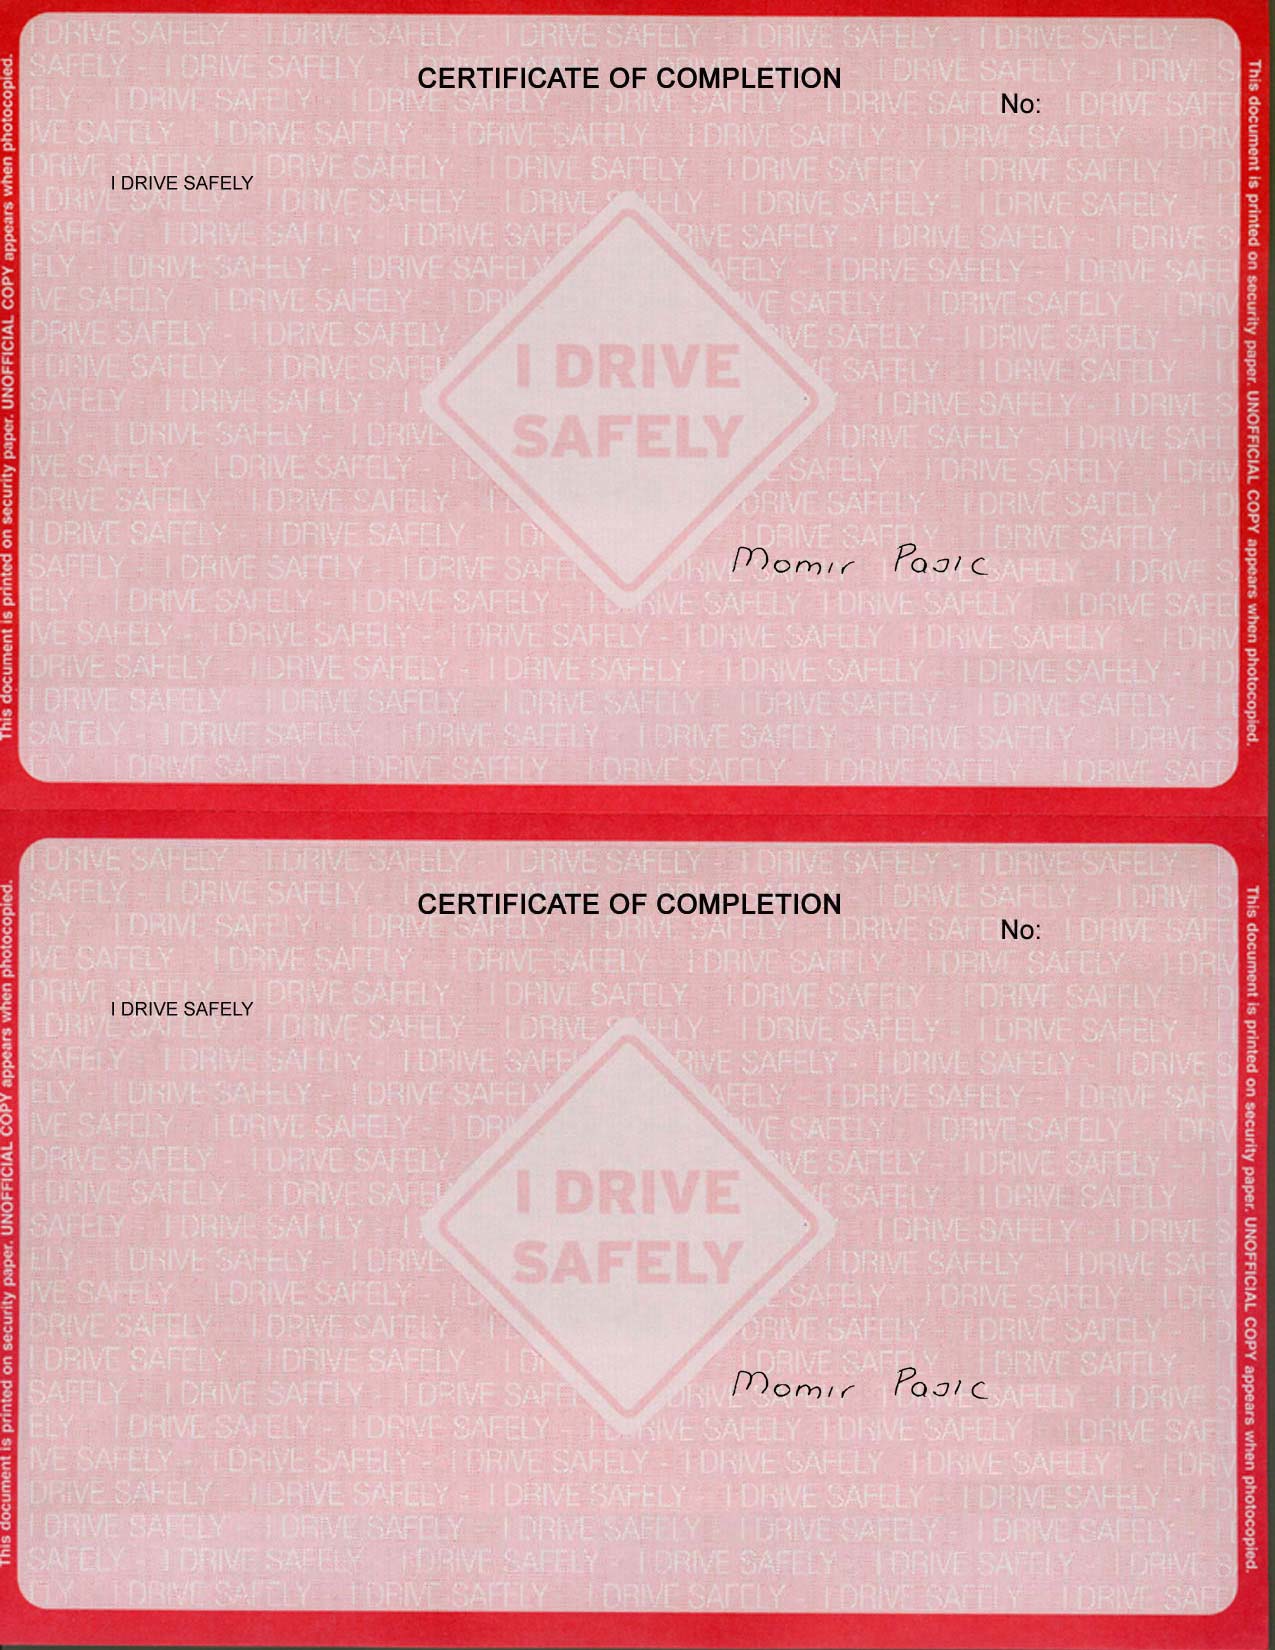 CERTIFICATE OF COMPLETION
No:
I DRIVE SAFELY
I DRIVE
SAFELY
Momir Pasic
This document is printed on security paper. UNOFFICIAL COPY appears when photocopied.
This document is printed on security paper. UNOFFICIAL COPY appears when photocopied.
CERTIFICATE OF COMPLETION
No:
I DRIVE SAFELY
I DRIVE
SAFELY
Momir Pasic
This document is printed on security paper. UNOFFICIAL COPY appears when photocopied.
This document is printed on security paper. UNOFFICIAL COPY appears when photocopied.